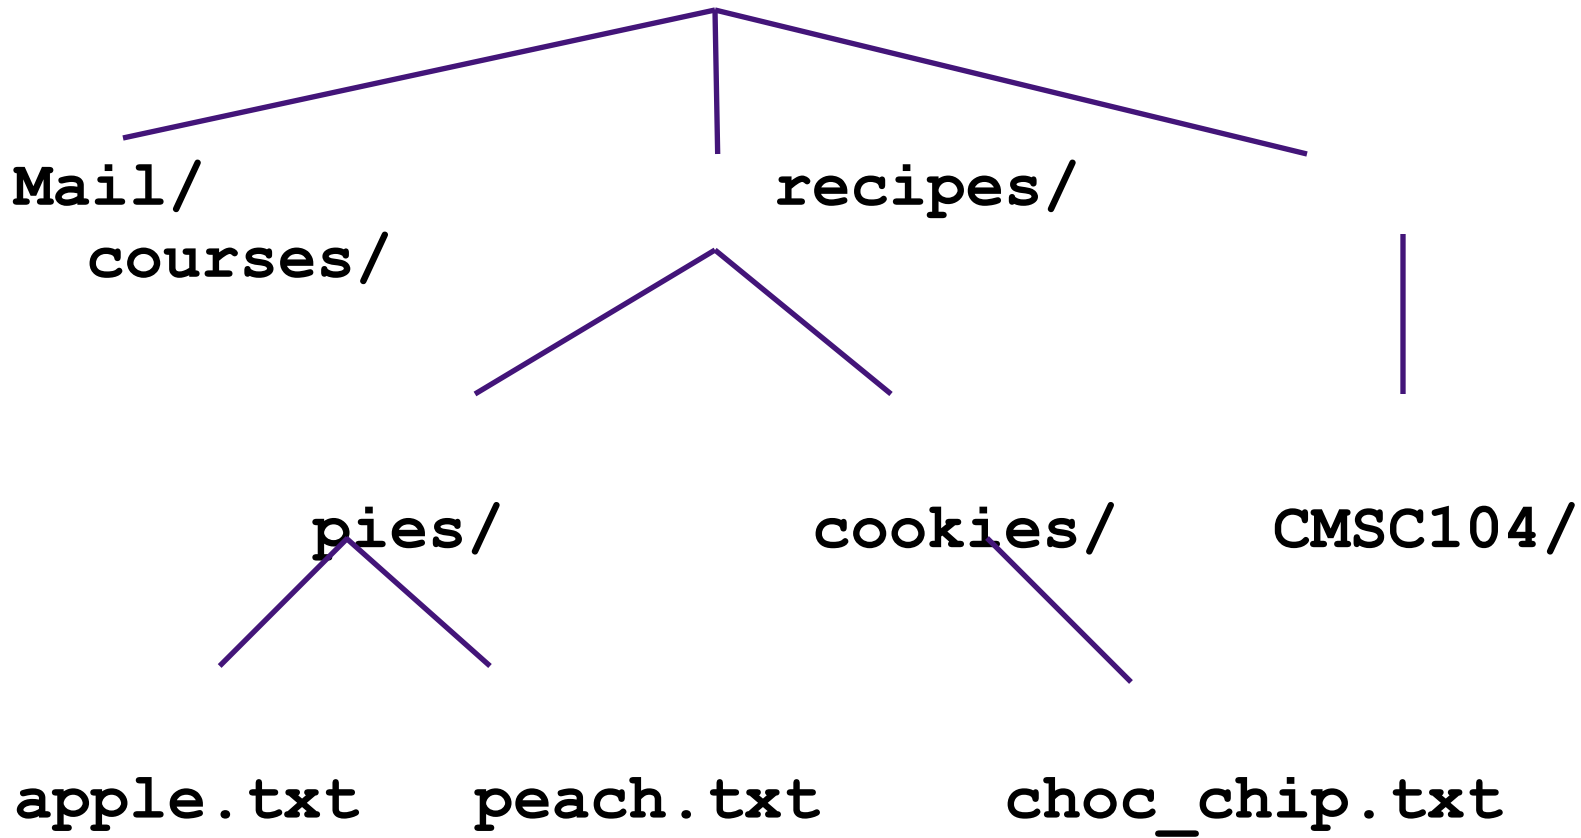 Mail/ recipes/
courses/
pies/ cookies/ CMSC104/
apple.txt peach.txt choc_chip.txt